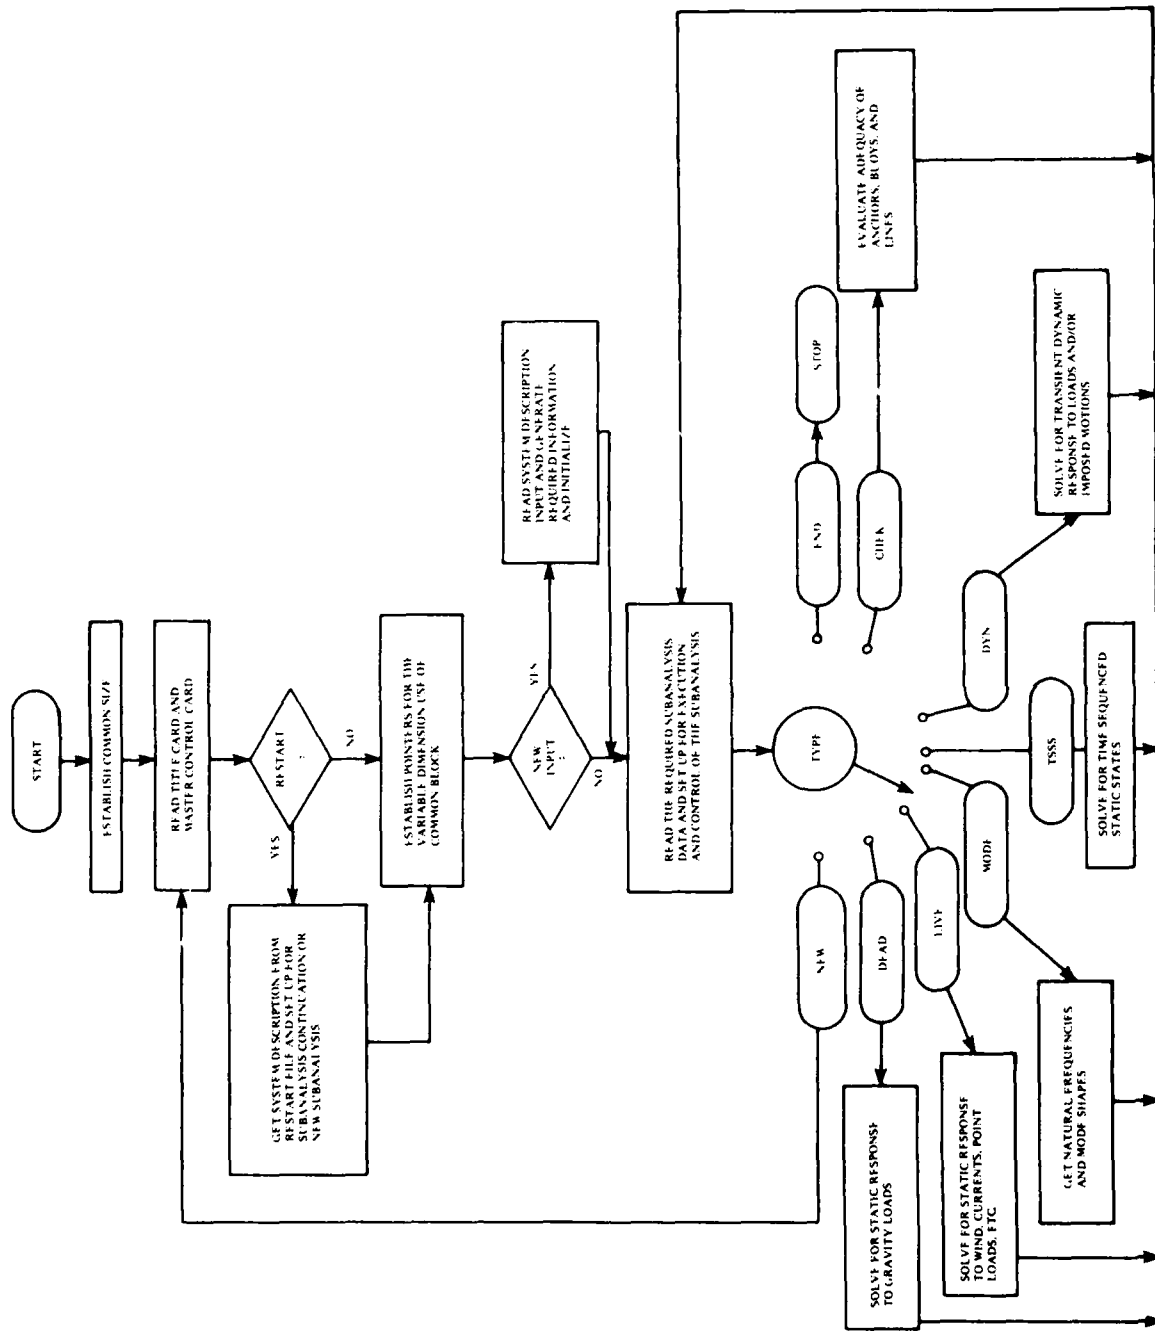 START
ESTABLISH COMMON SIZE
READ TITLE CARD AND
MASTER CONTROL CARD
RESTART
?
YES
NO
GET SYSTEM DESCRIPTION FROM
RESTART FILE AND SET UP FOR
SUBANALYSIS CONTINUATION OR
NEW SUBANALYSIS
ESTABLISH POINTERS FOR THE
VARIABLE DIMENSION USE OF
COMMON BLOCK
NEW
INPUT
?
YES
NO
READ SYSTEM DESCRIPTION
INPUT AND GENERATE
REQUIRED INFORMATION
AND INITIALIZE
READ THE REQUIRED SUBANALYSIS
DATA AND SET UP FOR EXECUTION
AND CONTROL OF THE SUBANALYSIS
TYPE
NEW
DEAD
LIVE
MODE
TSSS
DYN
CHEK
END
STOP
SOLVE FOR STATIC RESPONSE
TO GRAVITY LOADS
SOLVE FOR STATIC RESPONSE
TO WIND, CURRENTS, POINT
LOADS, ETC
GET NATURAL FREQUENCIES
AND MODE SHAPES
SOLVE FOR TIME SEQUENCED
STATIC STATES
SOLVE FOR TRANSIENT DYNAMIC
RESPONSE TO LOADS AND/OR
IMPOSED MOTIONS
EVALUATE ADEQUACY OF
ANCHORS, BUOYS, AND
LINES